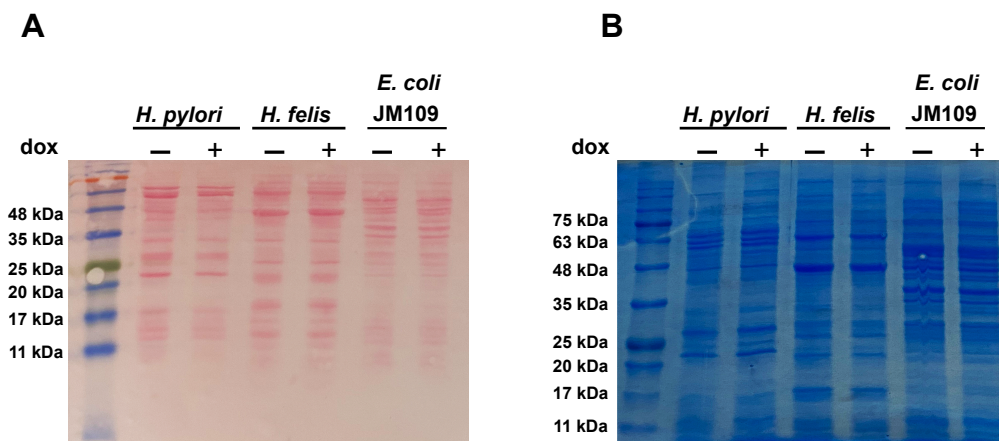 A
E. coli
H. pylori H. felis JM109
dox − + − + − +
48 kDa
35 kDa
25 kDa
20 kDa
17 kDa
11 kDa
B
E. coli
H. pylori H. felis JM109
dox − + − + − +
75 kDa
63 kDa
48 kDa
35 kDa
25 kDa
20 kDa
17 kDa
11 kDa